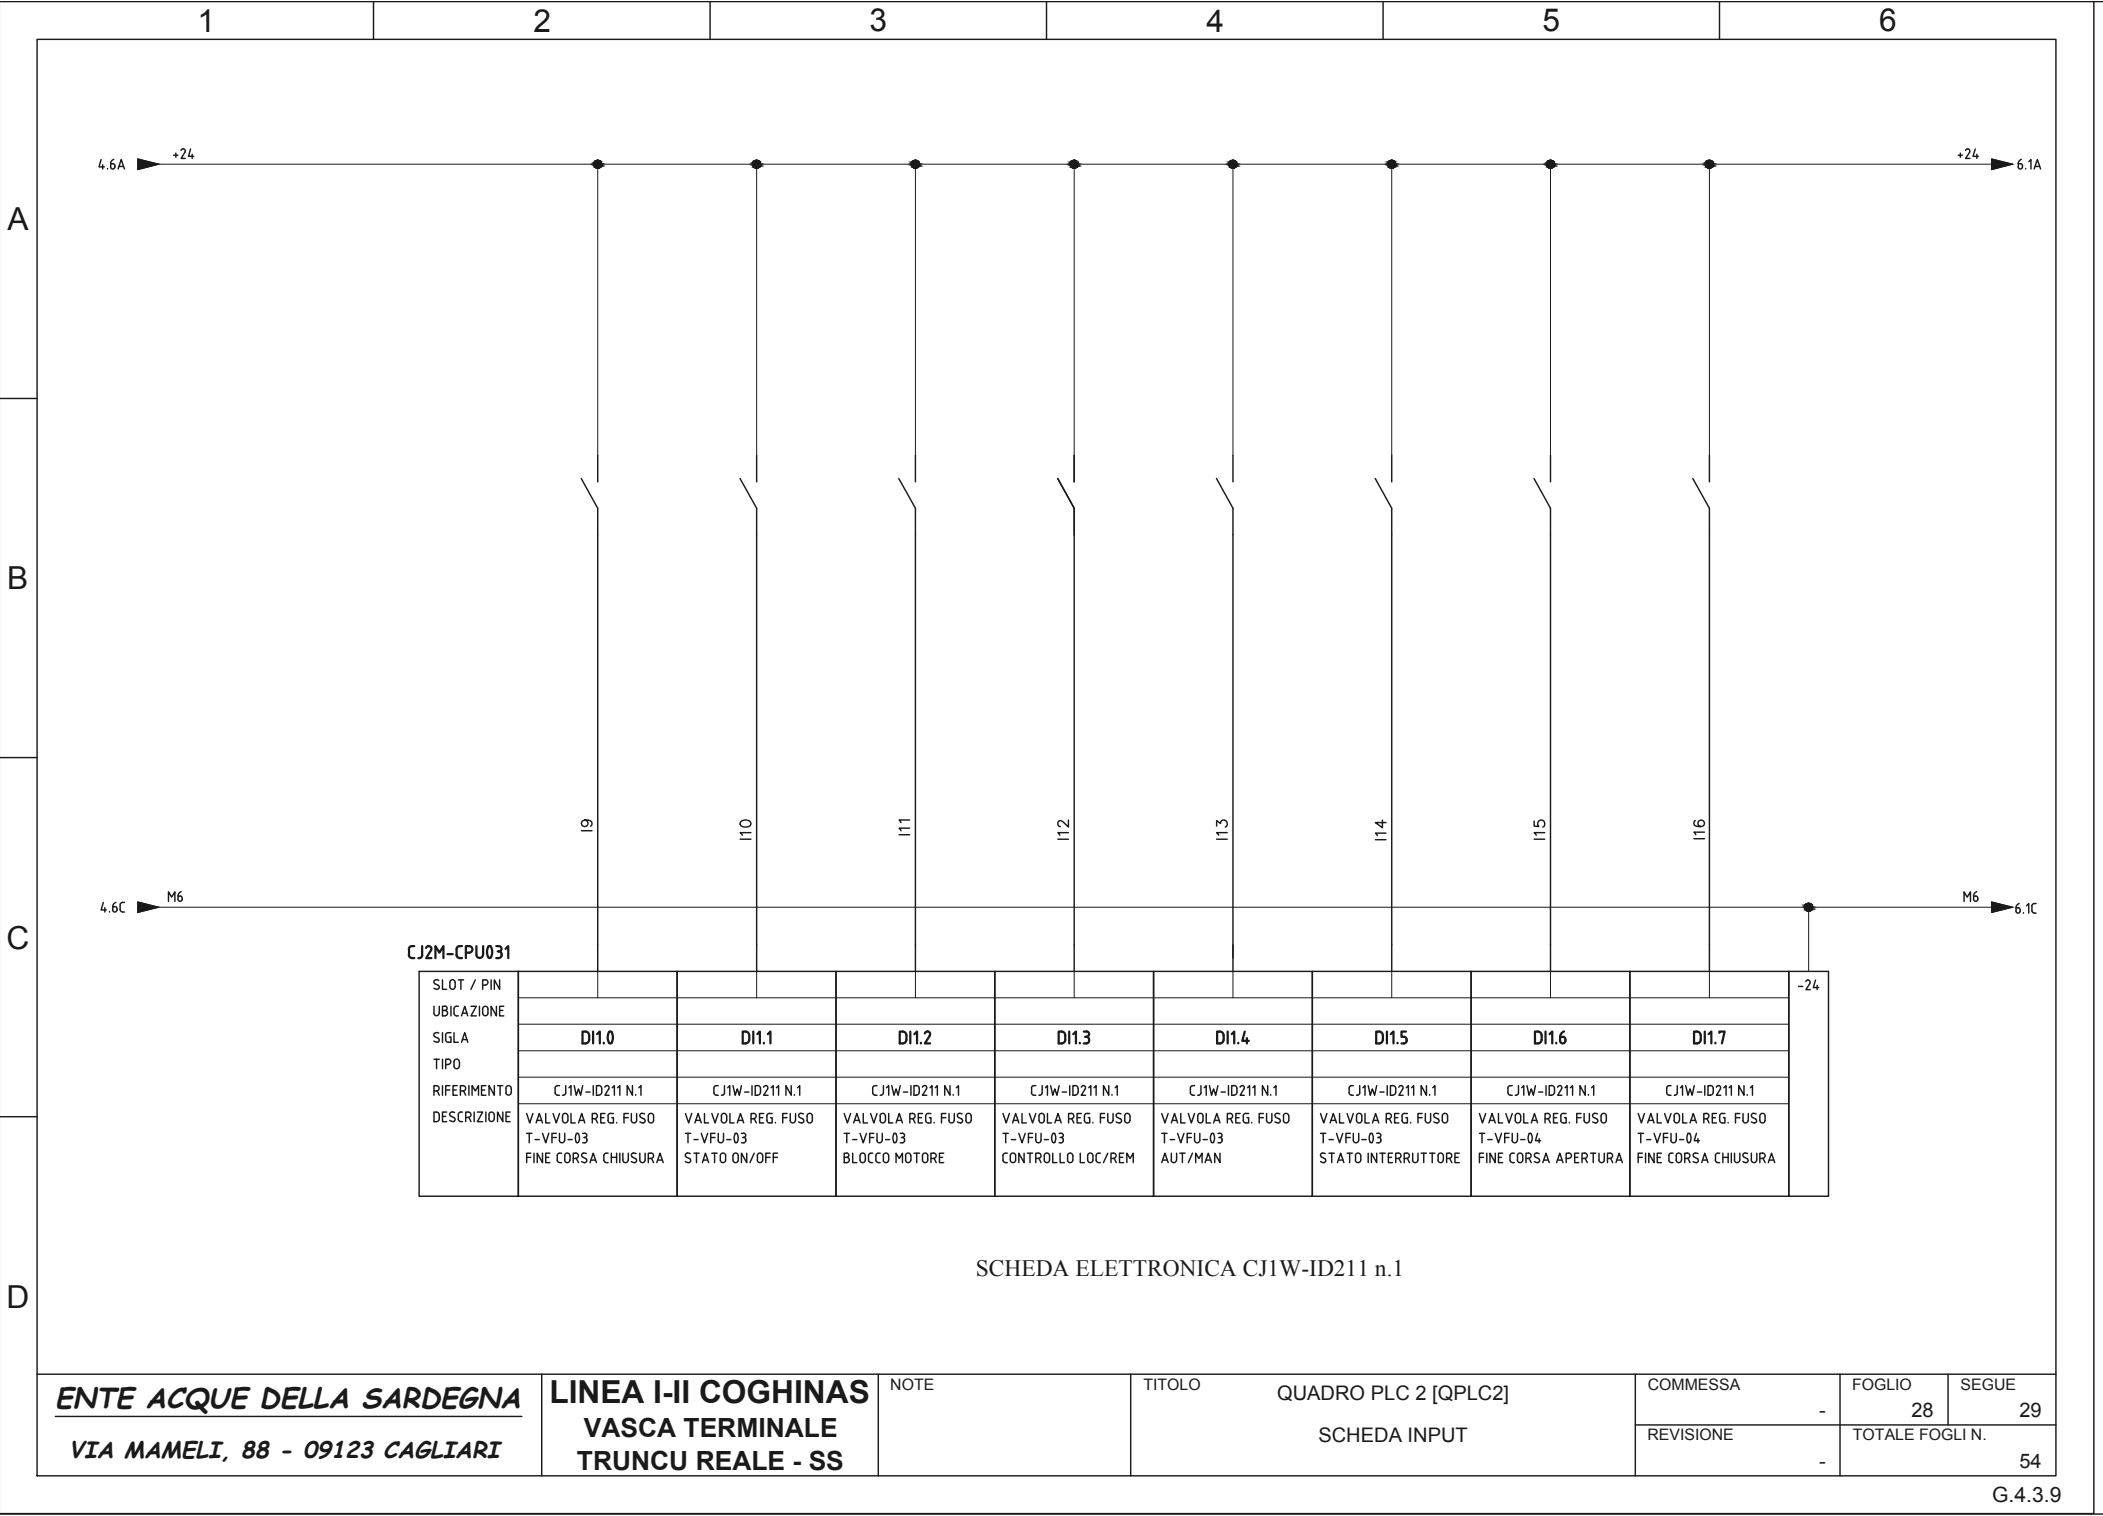 1 2 3 4 5 6
4.6A +24 +24 6.1A
A
B
I9 I10 I11 I12 I13 I14 I15 I16
4.6C M6 M6 6.1C
C
CJ2M-CPU031
SLOT / PIN -24
UBICAZIONE
SIGLA DI1.0 DI1.1 DI1.2 DI1.3 DI1.4 DI1.5 DI1.6 DI1.7
TIPO
RIFERIMENTO CJ1W-ID211 N.1 CJ1W-ID211 N.1 CJ1W-ID211 N.1 CJ1W-ID211 N.1 CJ1W-ID211 N.1 CJ1W-ID211 N.1 CJ1W-ID211 N.1 CJ1W-ID211 N.1
DESCRIZIONE VALVOLA REG. FUSO VALVOLA REG. FUSO VALVOLA REG. FUSO VALVOLA REG. FUSO VALVOLA REG. FUSO VALVOLA REG. FUSO VALVOLA REG. FUSO VALVOLA REG. FUSO
T-VFU-03 T-VFU-03 T-VFU-03 T-VFU-03 T-VFU-03 T-VFU-03 T-VFU-04 T-VFU-04
FINE CORSA CHIUSURA STATO ON/OFF BLOCCO MOTORE CONTROLLO LOC/REM AUT/MAN STATO INTERRUTTORE FINE CORSA APERTURA FINE CORSA CHIUSURA
SCHEDA ELETTRONICA CJ1W-ID211 n.1
D
ENTE ACQUE DELLA SARDEGNA
VIA MAMELI, 88 - 09123 CAGLIARI
LINEA I-II COGHINAS
VASCA TERMINALE
TRUNCU REALE - SS
NOTE
TITOLO
QUADRO PLC 2 [QPLC2]
SCHEDA INPUT
COMMESSA
-
REVISIONE
-
FOGLIO
28
SEGUE
29
TOTALE FOGLI N.
54
G.4.3.9